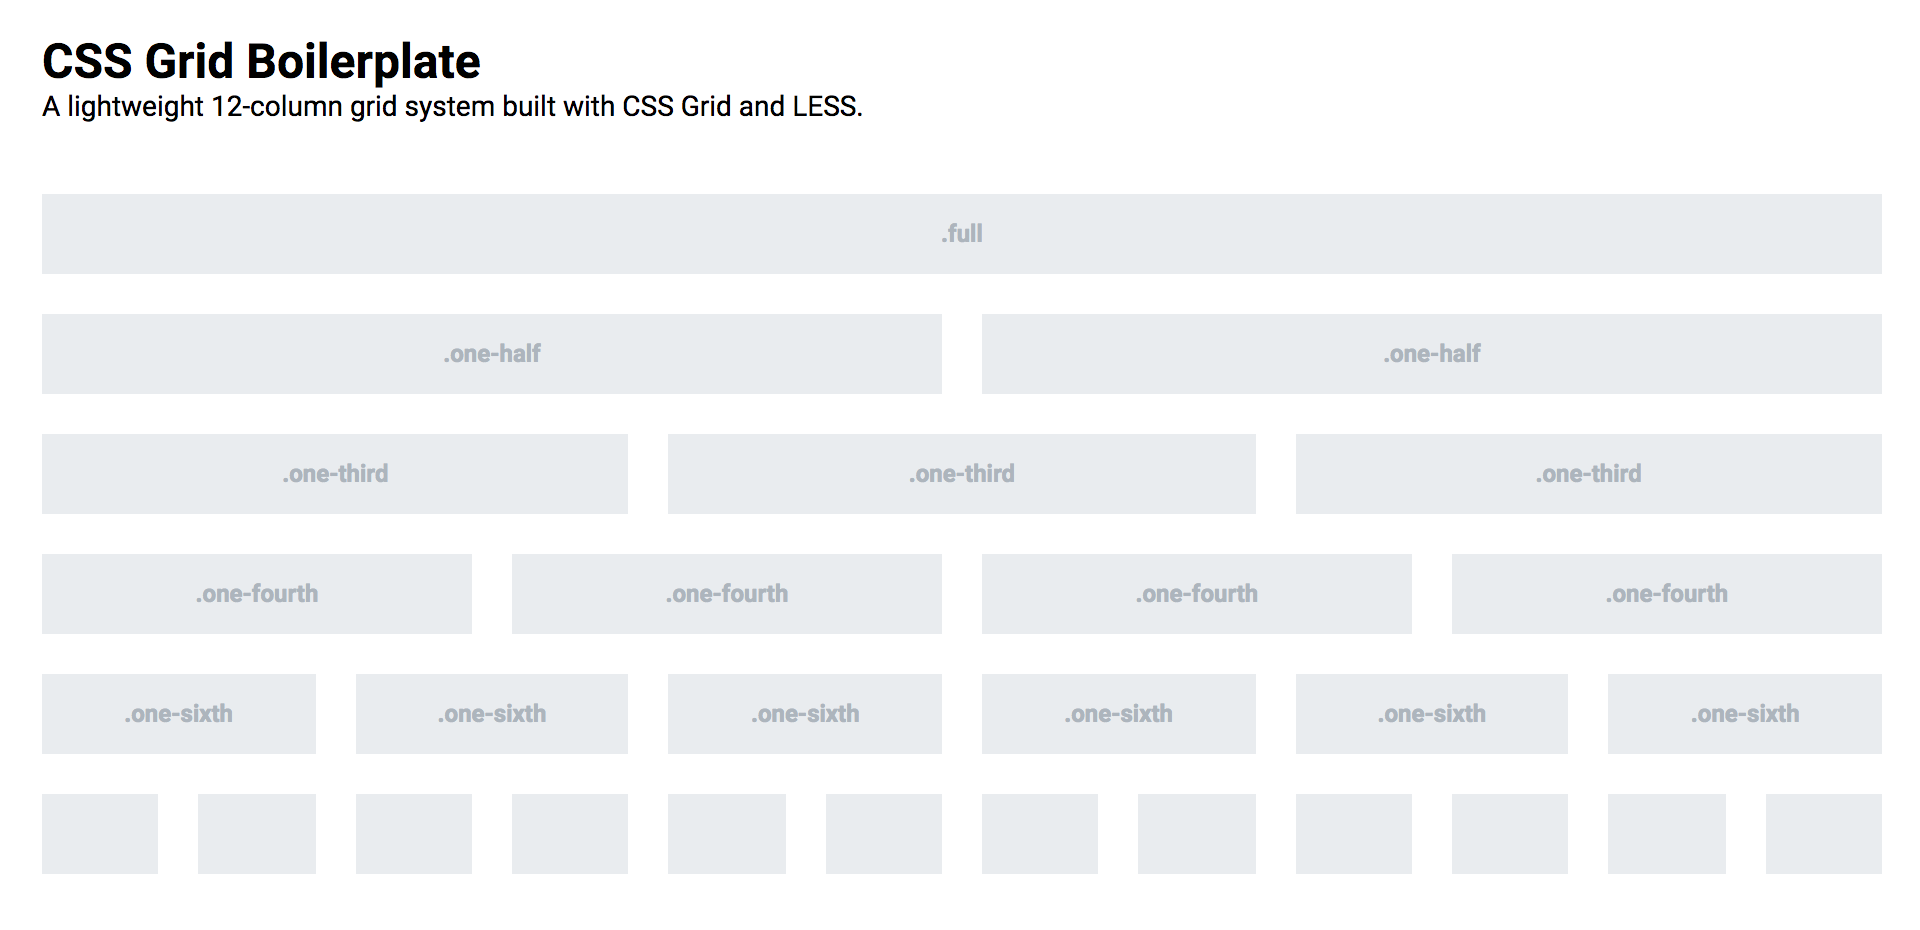 CSS Grid Boilerplate
A lightweight 12-column grid system built with CSS Grid and LESS.
.full
.one-half .one-half
.one-third .one-third .one-third
.one-fourth .one-fourth .one-fourth .one-fourth
.one-sixth .one-sixth .one-sixth .one-sixth .one-sixth .one-sixth